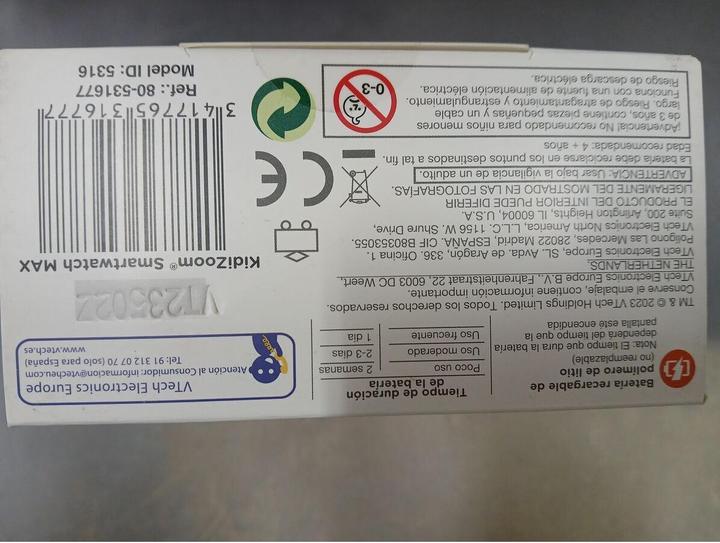 Batería recargable de
polímero de litio
(no reemplazable)
Nota: El tiempo que dura la batería
dependerá del tiempo que la
pantalla esté encendida
Tiempo de duración
de la batería
Poco uso 2 semanas
Uso moderado 2-3 días
Uso frecuente 1 día
VTech Electronics Europe
Atención al Consumidor: informacion@vtecheu.com
Tel: 91 312 07 70 (solo para España)
www.vtech.es
TM & © 2023 VTech Holdings Limited. Todos los derechos reservados.
Conserve el embalaje, contiene información importante.
VTech Electronics Europe B.V., Fahrenheitstraat 22, 6003 DC Weert,
THE NETHERLANDS.
VTech Electronics Europe, SL. Avda. de Aragón, 336. Oficina 1.
Polígono Las Mercedes. 28022 Madrid, ESPAÑA. CIF B80353055.
VTech Electronics North America, L.L.C. 1156 W. Shure Drive,
Suite 200, Arlington Heights, IL 60004, U.S.A.
EL PRODUCTO DEL INTERIOR PUEDE DIFERIR
LIGERAMENTE DEL MOSTRADO EN LAS FOTOGRAFÍAS.
ADVERTENCIA: Usar bajo la vigilancia de un adulto.
La batería debe reciclarse en los puntos destinados a tal fin.
Edad recomendada: 4 + años
¡Advertencia! No recomendado para niños menores
de 3 años, contiene piezas pequeñas y un cable
largo. Riesgo de atragantamiento y estrangulamiento.
Funciona con una fuente de alimentación eléctrica.
Riesgo de descarga eléctrica.
0-3
CE
VT235022
KidiZoom® Smartwatch MAX
3 417765 316777
Ref.: 80-531677
Model ID: 5316